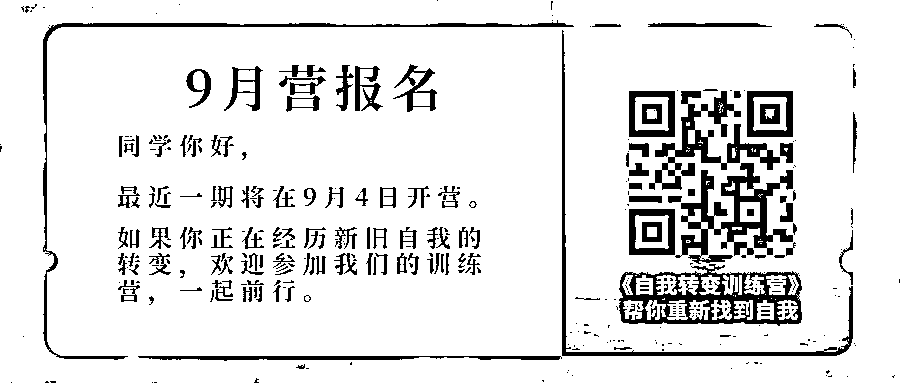 9月营报名
同学你好，
最近一期将在9月4日开营。
如果你正在经历新旧自我的
转变，欢迎参加我们的训练
营，一起前行。
《自我转变训练营》
帮你重新找到自我